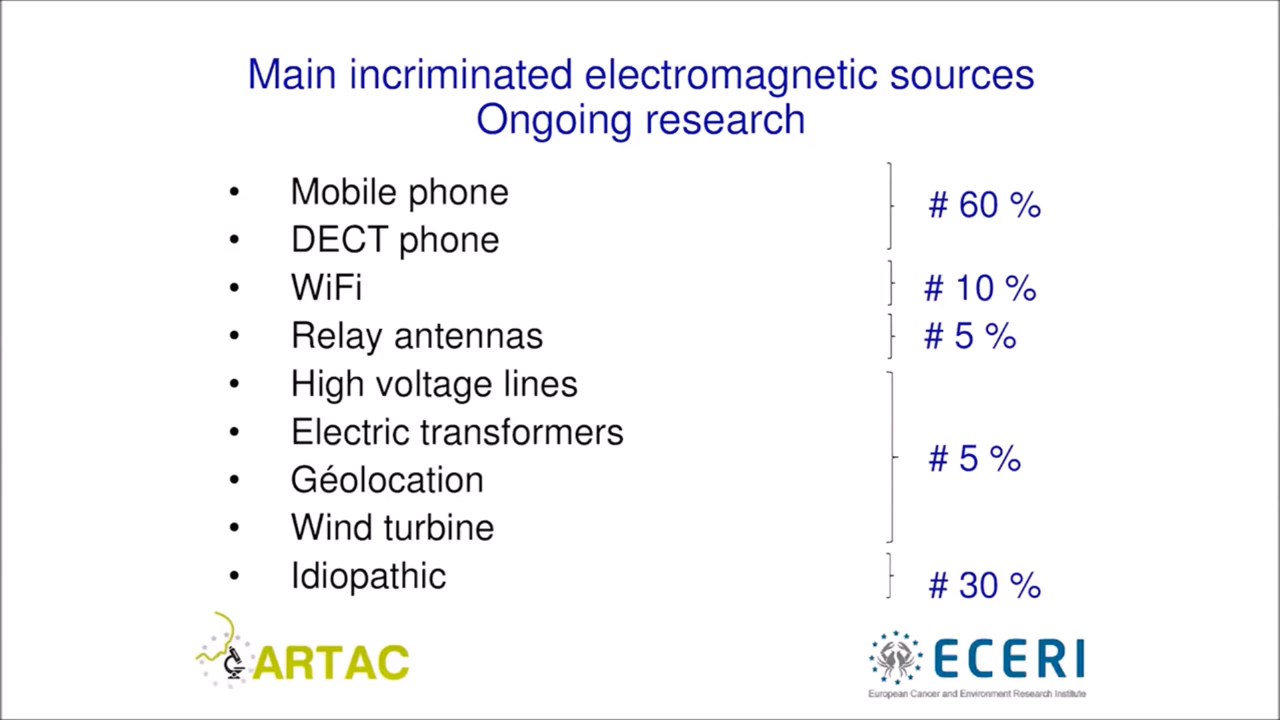 Main incriminated electromagnetic sources
Ongoing research
• Mobile phone
• DECT phone
# 60 %
• WiFi # 10 %
• Relay antennas # 5 %
• High voltage lines
• Electric transformers
• Géolocation
• Wind turbine
# 5 %
• Idiopathic # 30 %
ARTAC
ECERI
European Cancer and Environment Research Institute